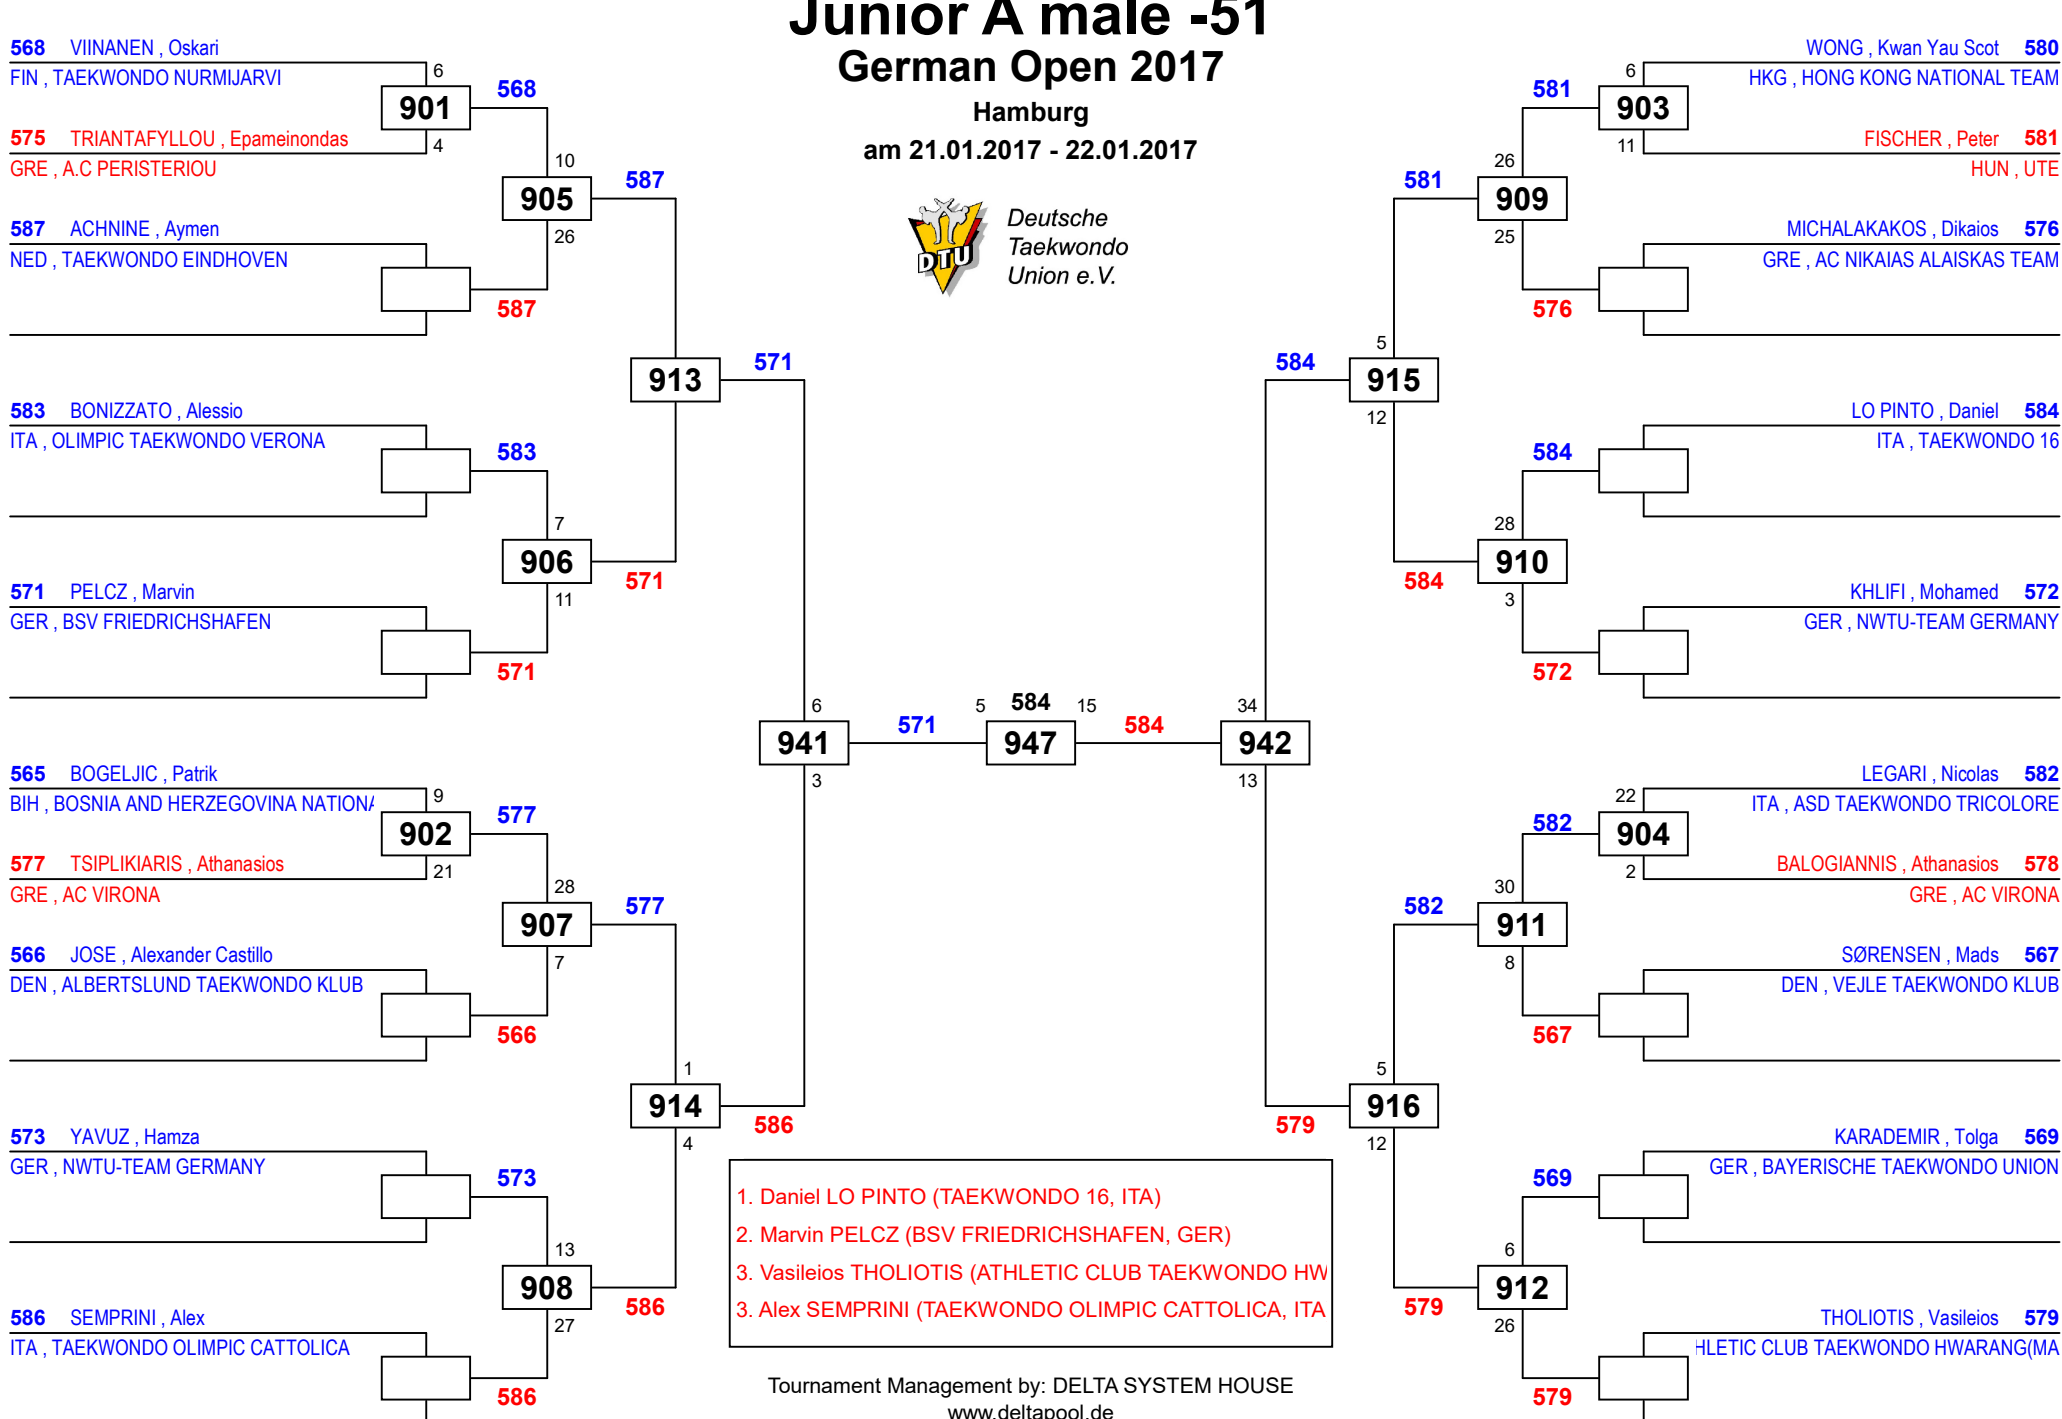 Junior A male -51
German Open 2017
Hamburg
am 21.01.2017 - 22.01.2017
DTU
Deutsche
Taekwondo
Union e.V.
568 VIINANEN , Oskari
FIN , TAEKWONDO NURMIJARVI
6
901
568
575 TRIANTAFYLLOU , Epameinondas
4
GRE , A.C PERISTERIOU
10
905
587
26
587 ACHNINE , Aymen
NED , TAEKWONDO EINDHOVEN
587
913
571
583 BONIZZATO , Alessio
ITA , OLIMPIC TAEKWONDO VERONA
583
7
906
571
11
571 PELCZ , Marvin
GER , BSV FRIEDRICHSHAFEN
571
6
941
571
3
5 584 15
947
584
565 BOGELJIC , Patrik
BIH , BOSNIA AND HERZEGOVINA NATIONA
9
902
577
577 TSIPLIKIARIS , Athanasios
21
GRE , AC VIRONA
28
907
577
7
566 JOSE , Alexander Castillo
DEN , ALBERTSLUND TAEKWONDO KLUB
566
1
914
586
4
573 YAVUZ , Hamza
GER , NWTU-TEAM GERMANY
573
13
908
586
27
586 SEMPRINI , Alex
ITA , TAEKWONDO OLIMPIC CATTOLICA
586
WONG , Kwan Yau Scot 580
HKG , HONG KONG NATIONAL TEAM
6
581
903
FISCHER , Peter 581
11
HUN , UTE
26
581
909
25
MICHALAKAKOS , Dikaios 576
GRE , AC NIKAIAS ALAISKAS TEAM
576
5
584
915
12
LO PINTO , Daniel 584
ITA , TAEKWONDO 16
584
28
910
584
3
KHLIFI , Mohamed 572
GER , NWTU-TEAM GERMANY
572
34
942
13
LEGARI , Nicolas 582
ITA , ASD TAEKWONDO TRICOLORE
22
582
904
BALOGIANNIS , Athanasios 578
2
GRE , AC VIRONA
30
582
911
8
SØRENSEN , Mads 567
DEN , VEJLE TAEKWONDO KLUB
567
5
916
579
12
KARADEMIR , Tolga 569
GER , BAYERISCHE TAEKWONDO UNION
569
6
912
579
26
THOLIOTIS , Vasileios 579
HLETIC CLUB TAEKWONDO HWARANG(MA
579
1. Daniel LO PINTO (TAEKWONDO 16, ITA)
2. Marvin PELCZ (BSV FRIEDRICHSHAFEN, GER)
3. Vasileios THOLIOTIS (ATHLETIC CLUB TAEKWONDO HW
3. Alex SEMPRINI (TAEKWONDO OLIMPIC CATTOLICA, ITA
Tournament Management by: DELTA SYSTEM HOUSE
www.deltapool.de